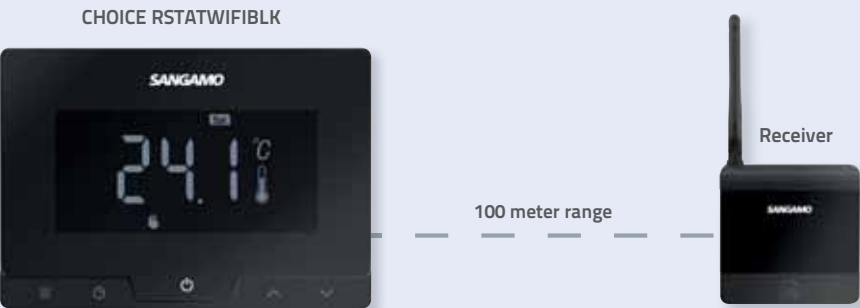 CHOICE RSTATWIFIBLK
SANGAMO
24.1 °C
Receiver
100 meter range
SANGAMO